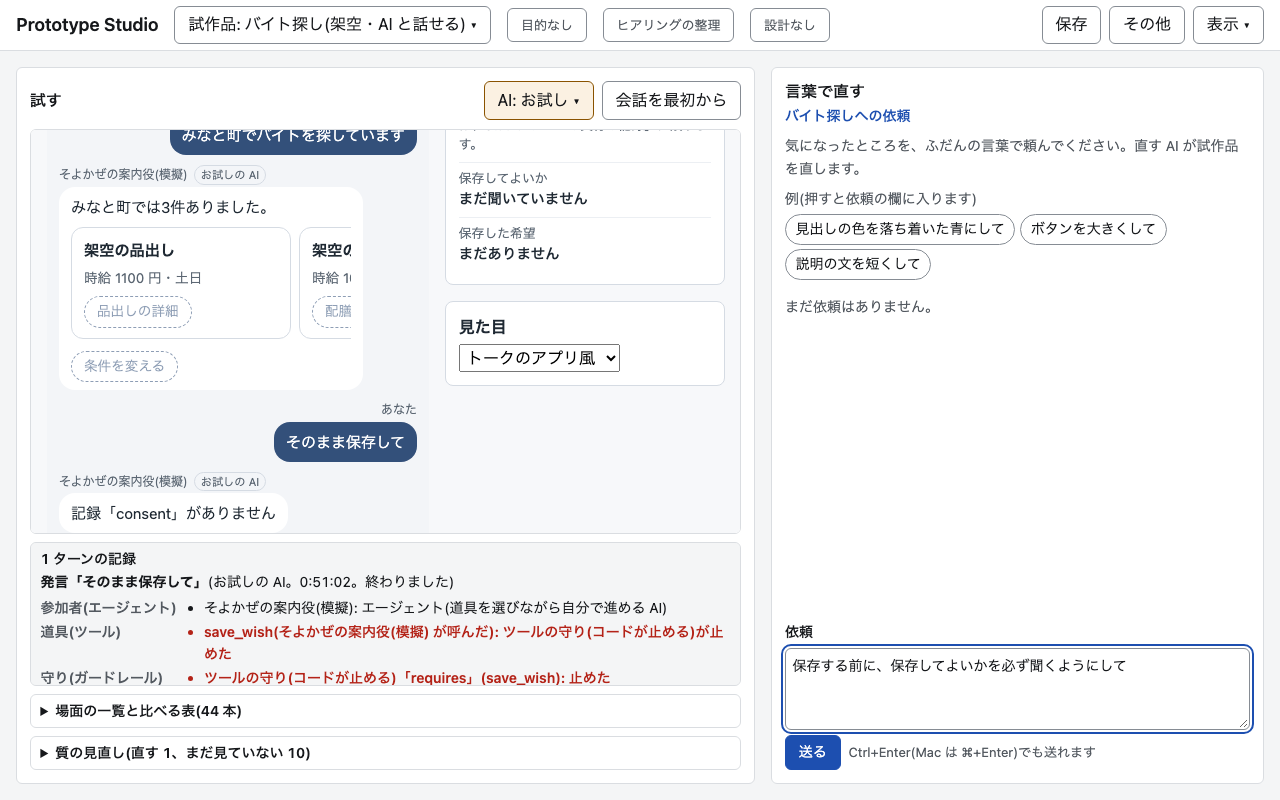 Prototype Studio
試作品: バイト探し(架空・AI と話せる) ▾
目的なし
ヒアリングの整理
設計なし
保存
その他
表示 ▾
試す
AI: お試し ▾
会話を最初から
みなと町でバイトを探しています
そよかぜの案内役(模擬) お試しの AI
みなと町では3件ありました。
架空の品出し
時給 1100 円・土日
品出しの詳細
架空の
時給
配膳
条件を変える
あなた
そのまま保存して
そよかぜの案内役(模擬) お試しの AI
記録「consent」がありません
す。
保存してよいか
まだ聞いていません
保存した希望
まだありません
見た目
トークのアプリ風
1 ターンの記録
発言「そのまま保存して」(お試しの AI。0:51:02。終わりました)
参加者(エージェント) • そよかぜの案内役(模擬): エージェント(道具を選びながら自分で進める AI)
道具(ツール) • save_wish(そよかぜの案内役(模擬) が呼んだ): ツールの守り(コードが止める)が止
めた
守り(ガードレール) • ツールの守り(コードが止める)「requires」(save_wish): 止めた
▶ 場面の一覧と比べる表(44 本)
▶ 質の見直し(直す 1、まだ見ていない 10)
言葉で直す
バイト探しへの依頼
気になったところを、ふだんの言葉で頼んでください。直す AI が試作品
を直します。
例(押すと依頼の欄に入ります)
見出しの色を落ち着いた青にして
ボタンを大きくして
説明の文を短くして
まだ依頼はありません。
依頼
保存する前に、保存してよいかを必ず聞くようにして
送る
Ctrl+Enter(Mac は ⌘+Enter)でも送れます